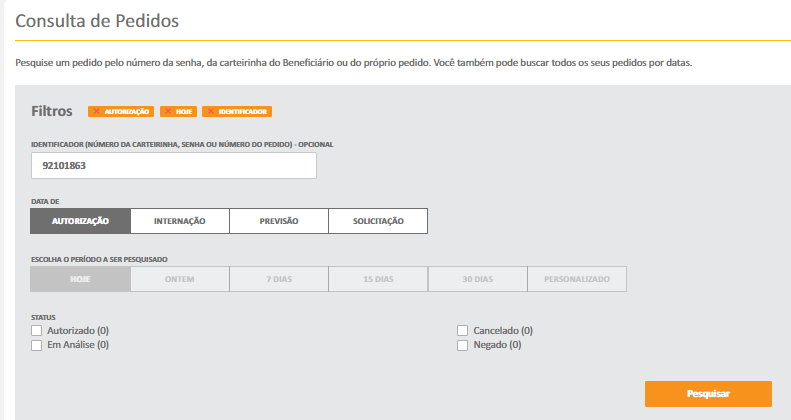 Consulta de Pedidos
Pesquise um pedido pelo número da senha, da carteirinha do Beneficiário ou do próprio pedido. Você também pode buscar todos os seus pedidos por datas.
Filtros × AUTORIZAÇÃO × HOJE × IDENTIFICADOR
IDENTIFICADOR (NÚMERO DA CARTEIRINHA, SENHA OU NÚMERO DO PEDIDO) - OPCIONAL
92101863
DATA DE
AUTORIZAÇÃO INTERNAÇÃO PREVISÃO SOLICITAÇÃO
ESCOLHA O PERÍODO A SER PESQUISADO
HOJE ONTEM 7 DIAS 15 DIAS 30 DIAS PERSONALIZADO
STATUS
Autorizado (0) Cancelado (0)
Em Análise (0) Negado (0)
Pesquisar